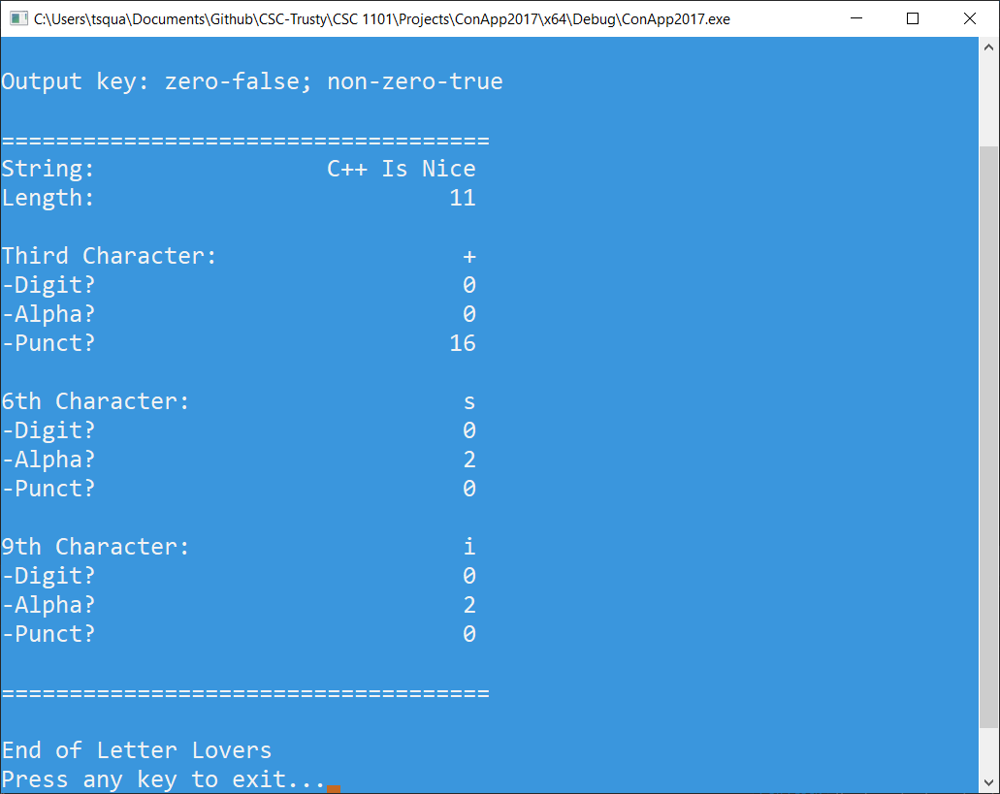 C:\Users\tsqua\Documents\Github\CSC-Trusty\CSC 1101\Projects\ConApp2017\x64\Debug\ConApp2017.exe
Output key: zero-false; non-zero-true
====================================
String: C++ Is Nice
Length: 11
Third Character: +
-Digit? 0
-Alpha? 0
-Punct? 16
6th Character: s
-Digit? 0
-Alpha? 2
-Punct? 0
9th Character: i
-Digit? 0
-Alpha? 2
-Punct? 0
====================================
End of Letter Lovers
Press any key to exit...